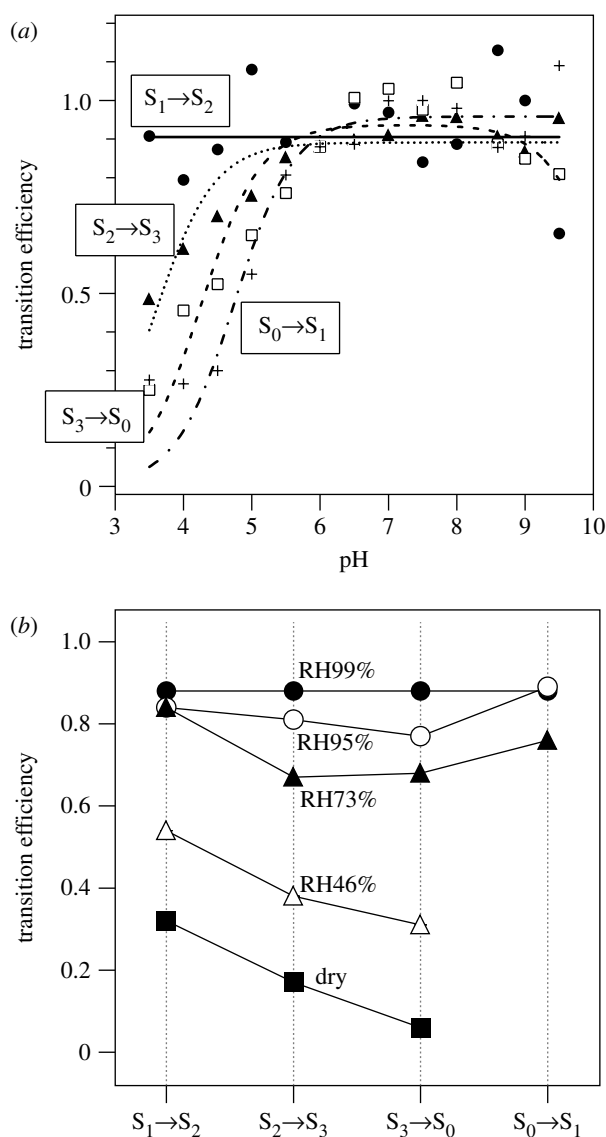 (a)
1.0
S₁→S₂
S₂→S₃
0.5
S₀→S₁
S₃→S₀
0
transition efficiency
3 4 5 6 7 8 9 10
pH
(b)
1.0
RH99%
0.8
RH95%
RH73%
0.6
RH46%
0.4
0.2
dry
0
transition efficiency
S₁→S₂ S₂→S₃ S₃→S₀ S₀→S₁